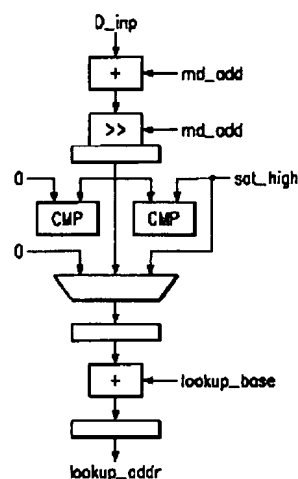 D_inp
+
rnd_add
>>
rnd_add
0
sat_high
CMP
CMP
0
+
lookup_base
lookup_addr